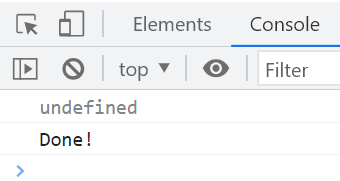 Elements Console
top Filter
undefined
Done!